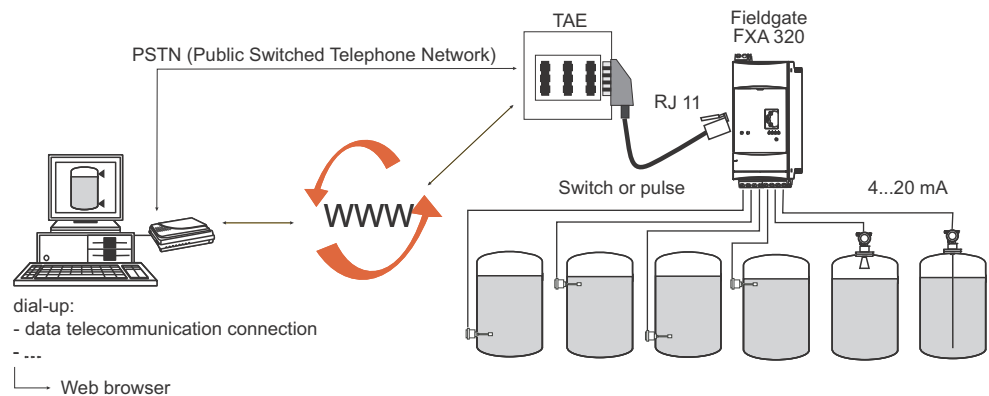 TAE
Fieldgate
FXA 320
PSTN (Public Switched Telephone Network)
RJ 11
Switch or pulse
4...20 mA
WWW
dial-up:
- data telecommunication connection
- ...
Web browser